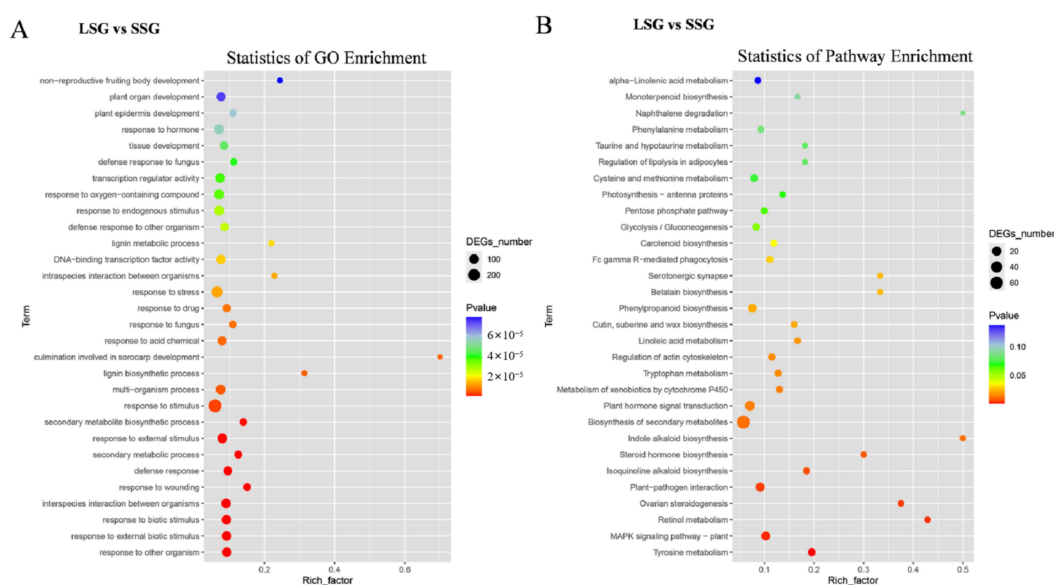 A
LSG vs SSG
Statistics of GO Enrichment
Term
non-reproductive fruiting body development
plant organ development
plant epidermis development
response to hormone
tissue development
defense response to fungus
transcription regulator activity
response to oxygen-containing compound
response to endogenous stimulus
defense response to other organism
lignin metabolic process
DNA-binding transcription factor activity
intraspecies interaction between organisms
response to stress
response to drug
response to fungus
response to acid chemical
culmination involved in sorocarp development
lignin biosynthetic process
multi-organism process
response to stimulus
secondary metabolite biosynthetic process
response to external stimulus
secondary metabolic process
defense response
response to wounding
interspecies interaction between organisms
response to biotic stimulus
response to external biotic stimulus
response to other organism
0.2 0.4 0.6
Rich_factor
DEGs_number
100
200
Pvalue
6×10⁻⁵
4×10⁻⁵
2×10⁻⁵
B
LSG vs SSG
Statistics of Pathway Enrichment
Term
alpha-Linolenic acid metabolism
Monoterpenoid biosynthesis
Naphthalene degradation
Phenylalanine metabolism
Taurine and hypotaurine metabolism
Regulation of lipolysis in adipocytes
Cysteine and methionine metabolism
Photosynthesis - antenna proteins
Pentose phosphate pathway
Glycolysis / Gluconeogenesis
Carotenoid biosynthesis
Fc gamma R-mediated phagocytosis
Serotonergic synapse
Betalain biosynthesis
Phenylpropanoid biosynthesis
Cutin, suberine and wax biosynthesis
Linoleic acid metabolism
Regulation of actin cytoskeleton
Tryptophan metabolism
Metabolism of xenobiotics by cytochrome P450
Plant hormone signal transduction
Biosynthesis of secondary metabolites
Indole alkaloid biosynthesis
Steroid hormone biosynthesis
Isoquinoline alkaloid biosynthesis
Plant-pathogen interaction
Ovarian steroidogenesis
Retinol metabolism
MAPK signaling pathway - plant
Tyrosine metabolism
0.1 0.2 0.3 0.4 0.5
Rich_factor
DEGs_number
20
40
60
Pvalue
0.10
0.05